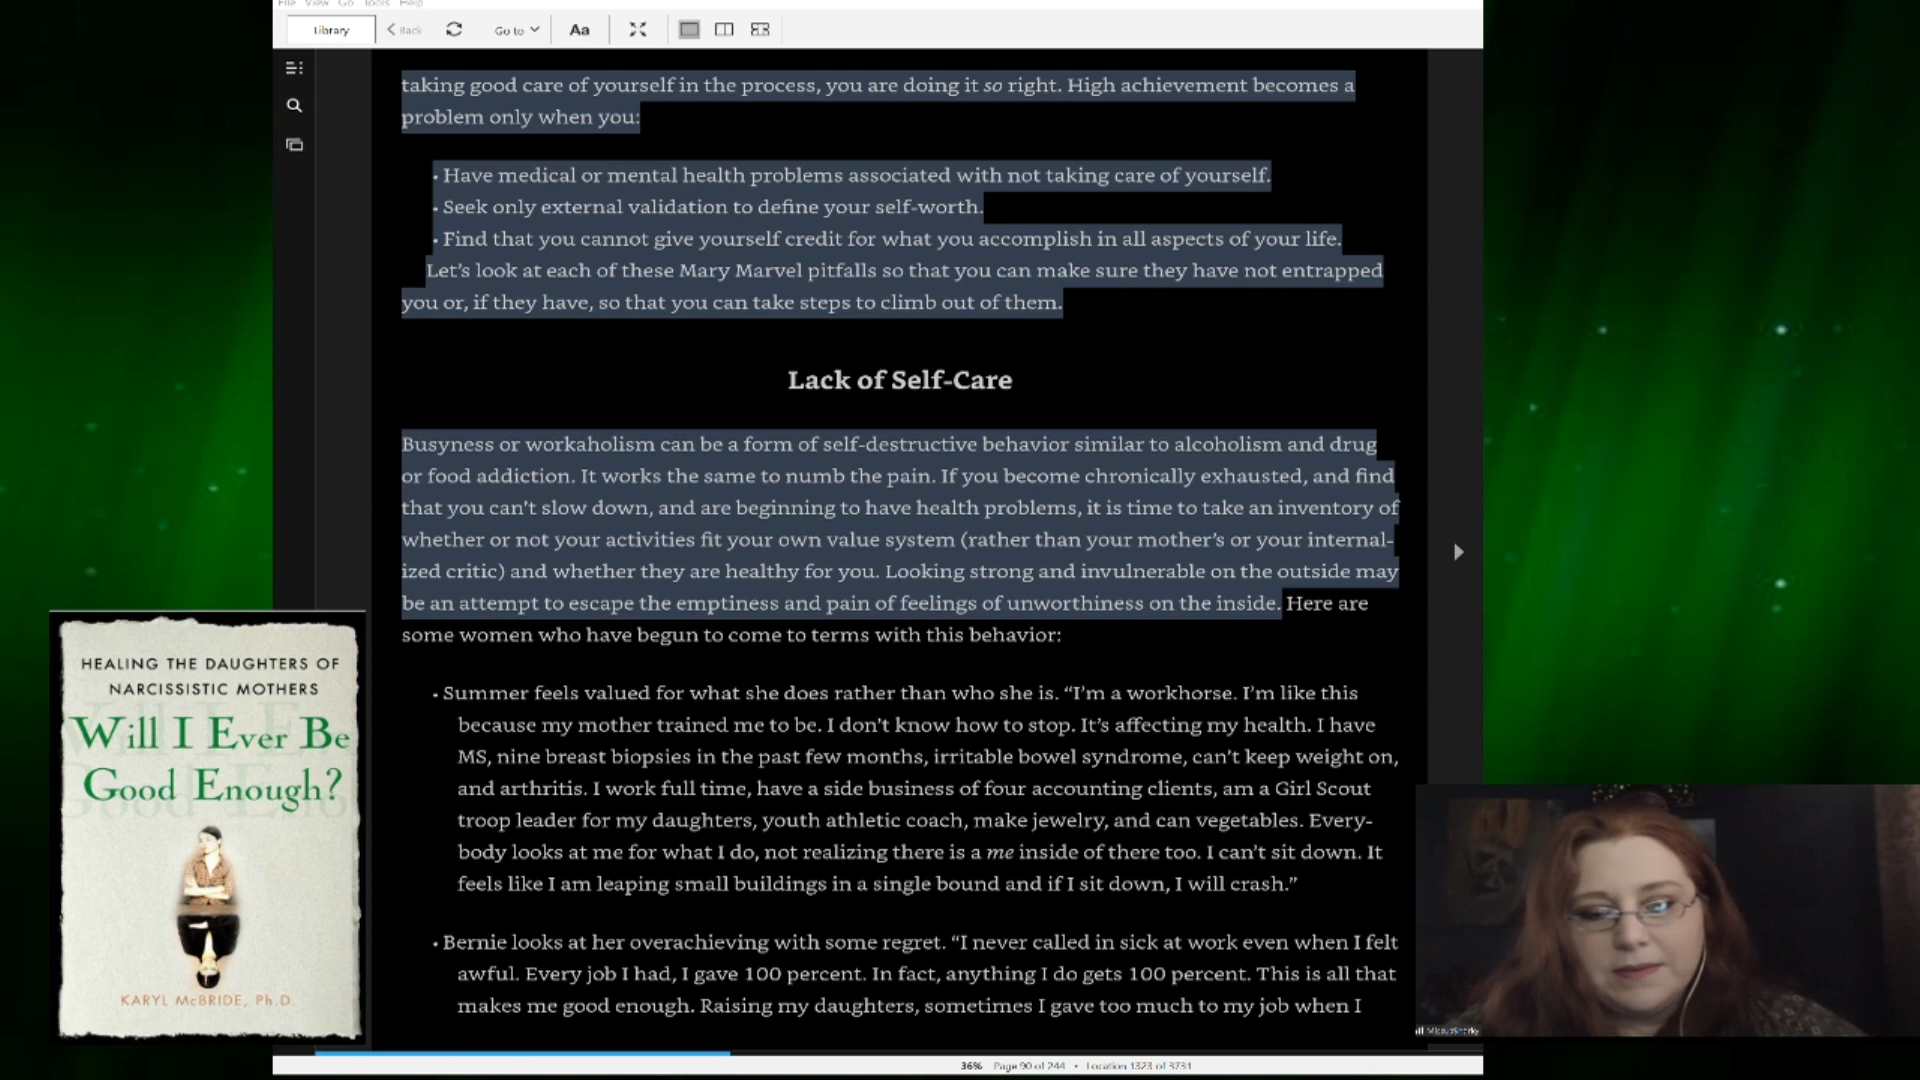 File View Go Tools Help
Library
Back
Go to
Aa
taking good care of yourself in the process, you are doing it so right. High achievement becomes a
problem only when you:
• Have medical or mental health problems associated with not taking care of yourself.
• Seek only external validation to define your self-worth.
• Find that you cannot give yourself credit for what you accomplish in all aspects of your life.
Let's look at each of these Mary Marvel pitfalls so that you can make sure they have not entrapped
you or, if they have, so that you can take steps to climb out of them.
Lack of Self-Care
Busyness or workaholism can be a form of self-destructive behavior similar to alcoholism and drug
or food addiction. It works the same to numb the pain. If you become chronically exhausted, and find
that you can't slow down, and are beginning to have health problems, it is time to take an inventory of
whether or not your activities fit your own value system (rather than your mother's or your internal-
ized critic) and whether they are healthy for you. Looking strong and invulnerable on the outside may
be an attempt to escape the emptiness and pain of feelings of unworthiness on the inside. Here are
some women who have begun to come to terms with this behavior:
• Summer feels valued for what she does rather than who she is. “I'm a workhorse. I'm like this
because my mother trained me to be. I don't know how to stop. It's affecting my health. I have
MS, nine breast biopsies in the past few months, irritable bowel syndrome, can't keep weight on,
and arthritis. I work full time, have a side business of four accounting clients, am a Girl Scout
troop leader for my daughters, youth athletic coach, make jewelry, and can vegetables. Every-
body looks at me for what I do, not realizing there is a me inside of there too. I can't sit down. It
feels like I am leaping small buildings in a single bound and if I sit down, I will crash.”
• Bernie looks at her overachieving with some regret. “I never called in sick at work even when I felt
awful. Every job I had, I gave 100 percent. In fact, anything I do gets 100 percent. This is all that
makes me good enough. Raising my daughters, sometimes I gave too much to my job when I
36% Page 90 of 244 • Location 1323 of 3731
HEALING THE DAUGHTERS OF
NARCISSISTIC MOTHERS
Will I Ever Be
Good Enough?
KARYL McBRIDE, Ph.D.